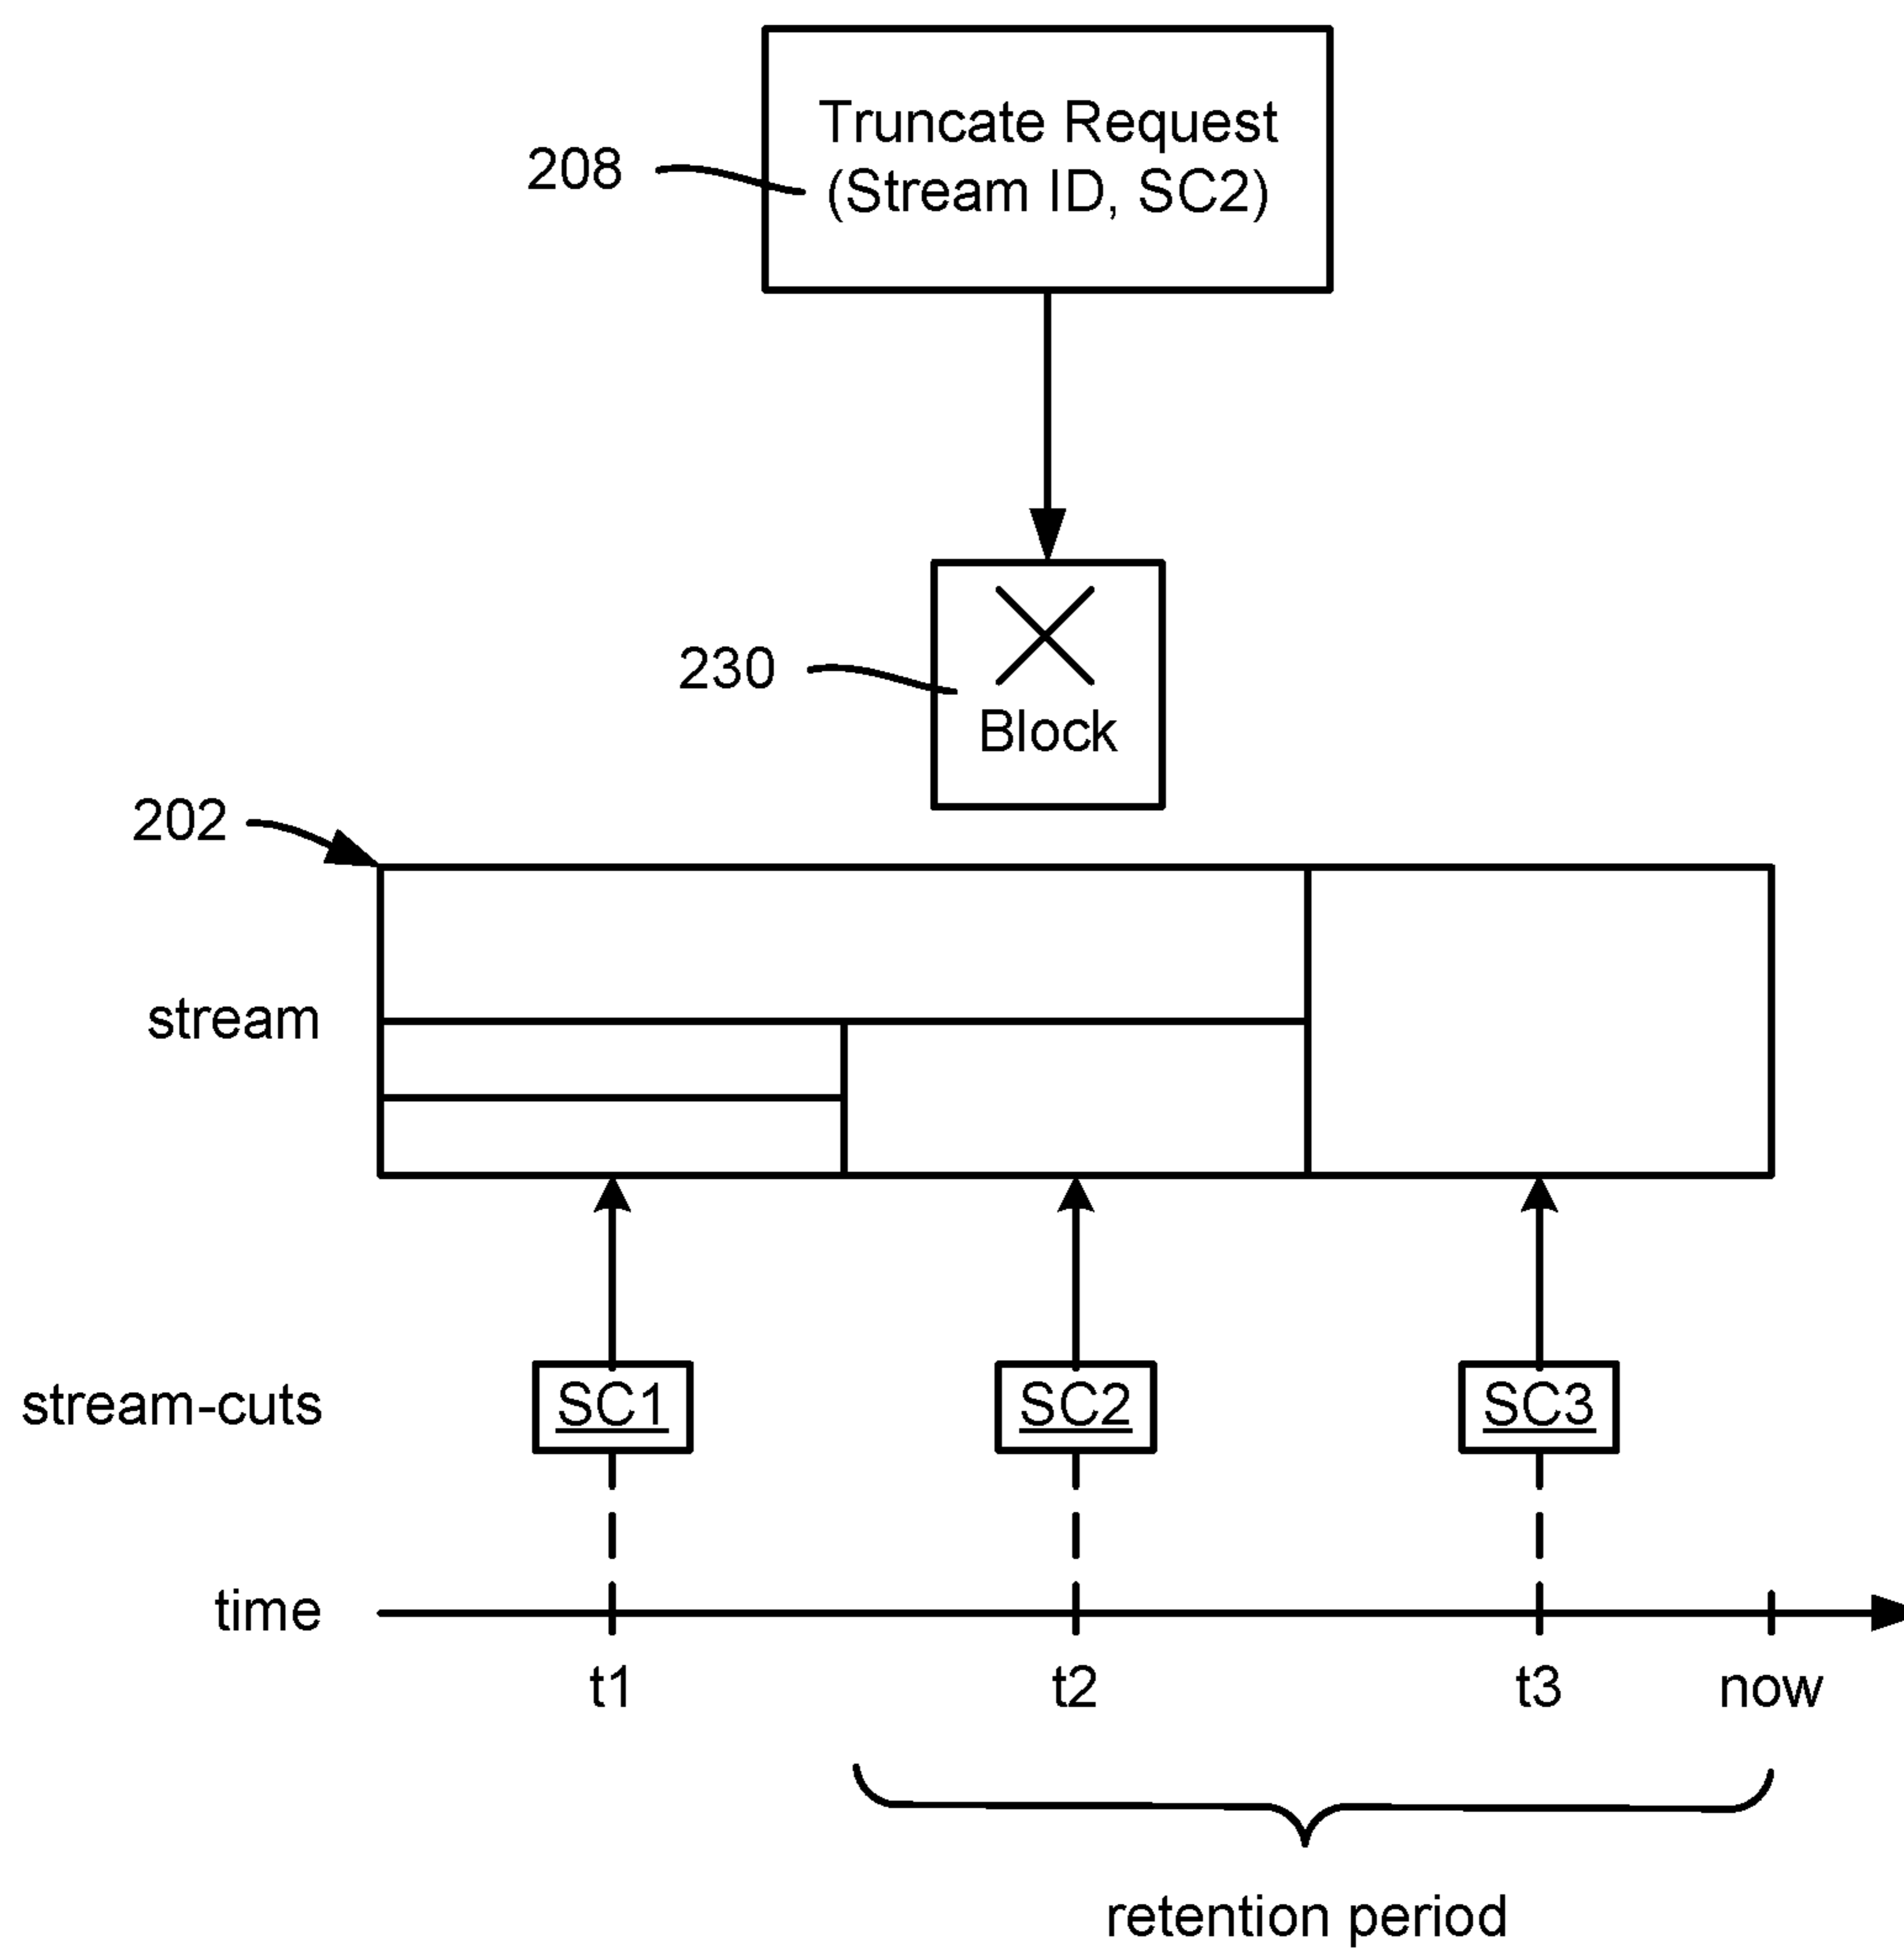 Truncate Request
208
(Stream ID, SC2)
230
Block
202
stream
stream-cuts
SC1
SC2
SC3
time
t1
t2
t3
now
retention period